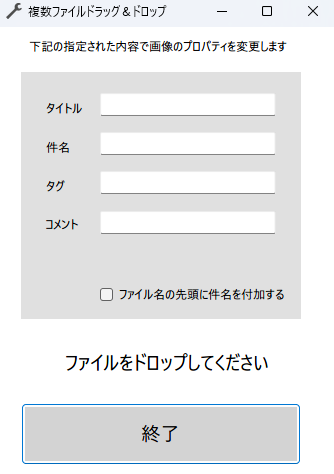 複数ファイルドラッグ＆ドロップ
下記の指定された内容で画像のプロパティを変更します
タイトル
件名
タグ
コメント
ファイル名の先頭に件名を付加する
ファイルをドロップしてください
終了